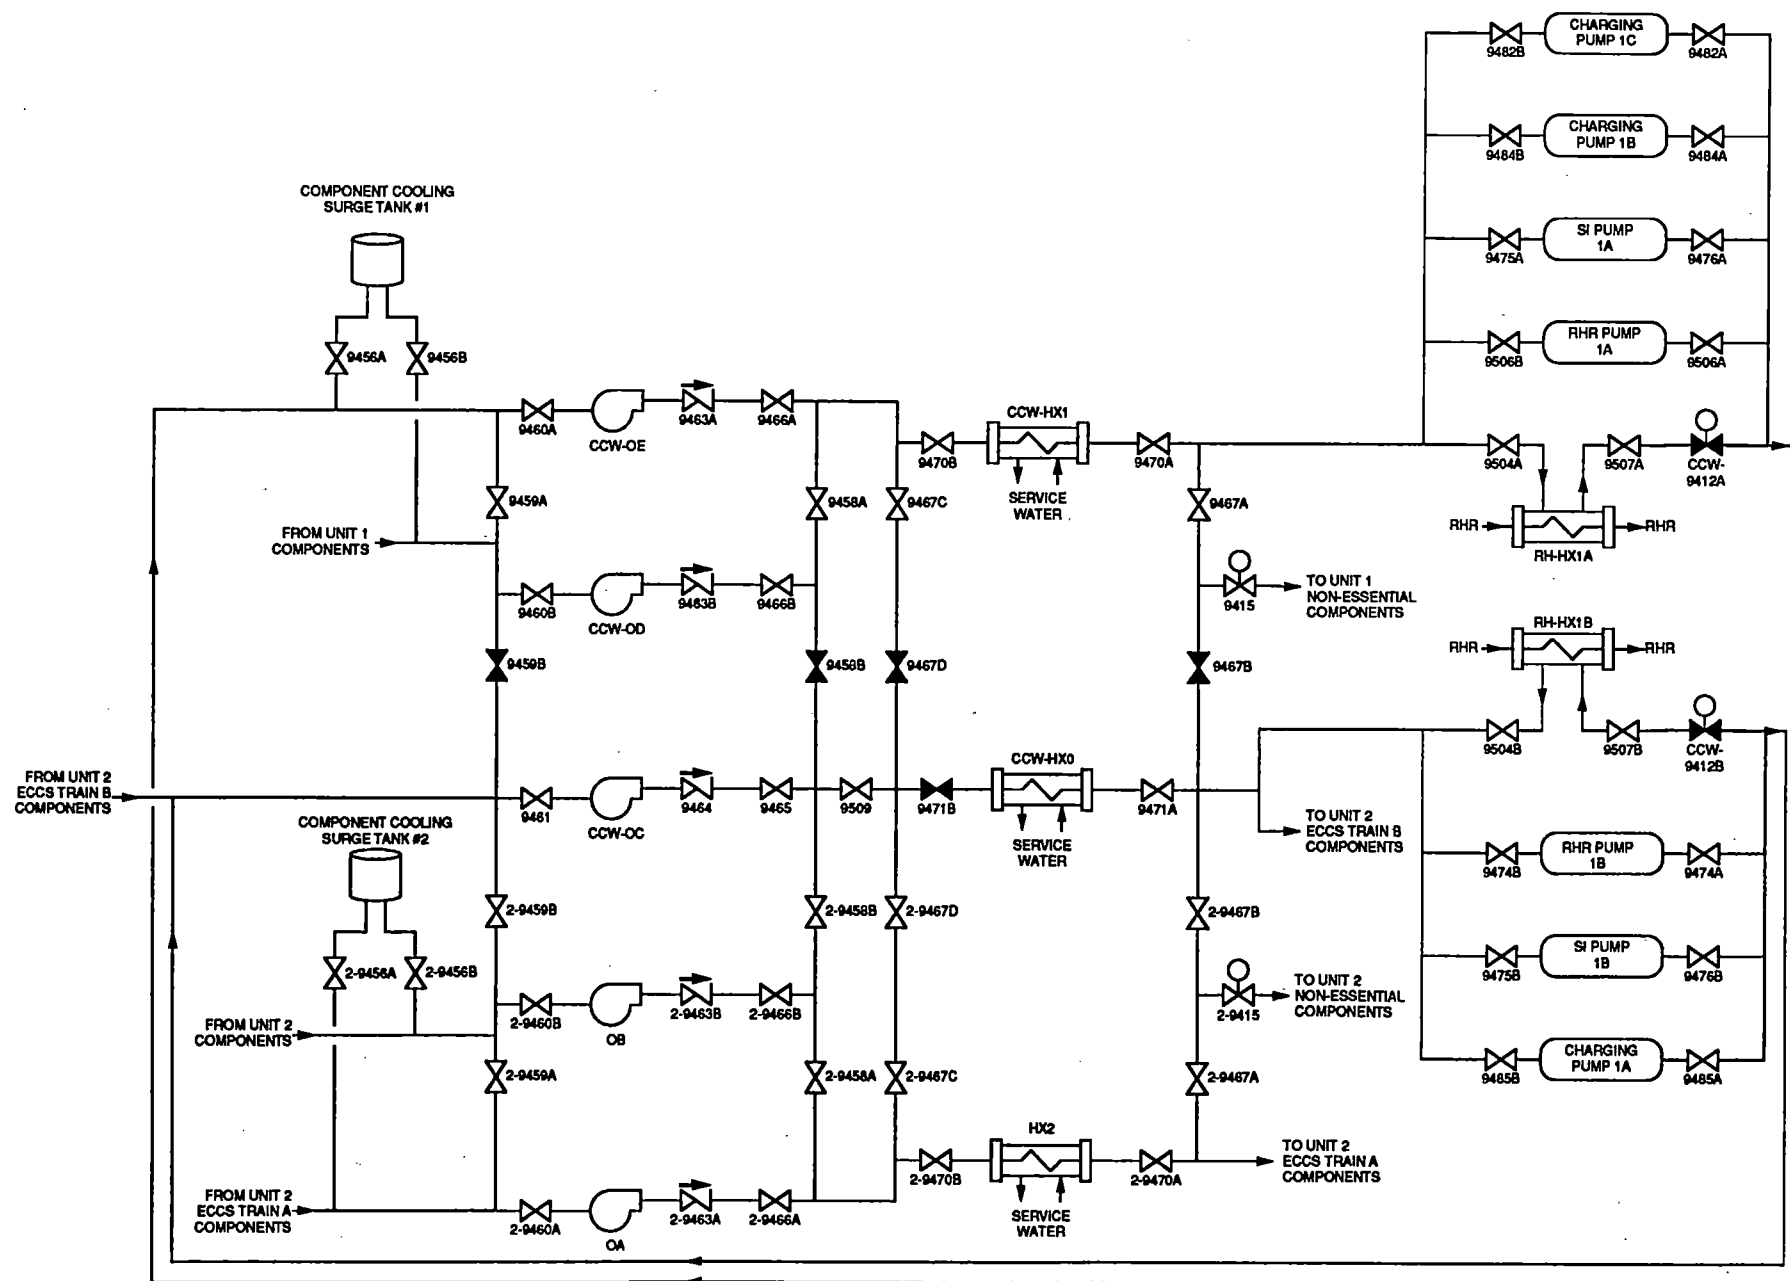 CHARGING
PUMP 1C
9482B
9482A
CHARGING
PUMP 1B
9484B
9484A
COMPONENT COOLING
SURGE TANK #1
SI PUMP
1A
9475A
9476A
9456A
9456B
RHR PUMP
1A
9506B
9506A
9460A
CCW-OE
9463A
9466A
9470B
CCW-HX1
9470A
SERVICE
WATER
9504A
9507A
CCW-
9412A
9459A
9458A
9467C
9467A
RHR
RHR
RH-HX1A
FROM UNIT 1
COMPONENTS
9460B
CCW-OD
9463B
9466B
9415
TO UNIT 1
NON-ESSENTIAL
COMPONENTS
RH-HX1B
RHR
RHR
9459B
9458B
9467D
9467B
9504B
9507B
CCW-
9412B
FROM UNIT 2
ECCS TRAIN B
COMPONENTS
9461
CCW-OC
9464
9465
9509
9471B
CCW-HX0
9471A
SERVICE
WATER
TO UNIT 2
ECCS TRAIN B
COMPONENTS
COMPONENT COOLING
SURGE TANK #2
RHR PUMP
1B
9474B
9474A
2-9459B
2-9458B
2-9467D
2-9467B
2-9456A
2-9456B
SI PUMP
1B
9475B
9476B
FROM UNIT 2
COMPONENTS
2-9460B
OB
2-9463B
2-9466B
2-9415
TO UNIT 2
NON-ESSENTIAL
COMPONENTS
2-9459A
2-9458A
2-9467C
2-9467A
CHARGING
PUMP 1A
9485B
9485A
HX2
2-9470B
2-9470A
SERVICE
WATER
TO UNIT 2
ECCS TRAIN A
COMPONENTS
FROM UNIT 2
ECCS TRAIN A
COMPONENTS
2-9460A
OA
2-9463A
2-9466A